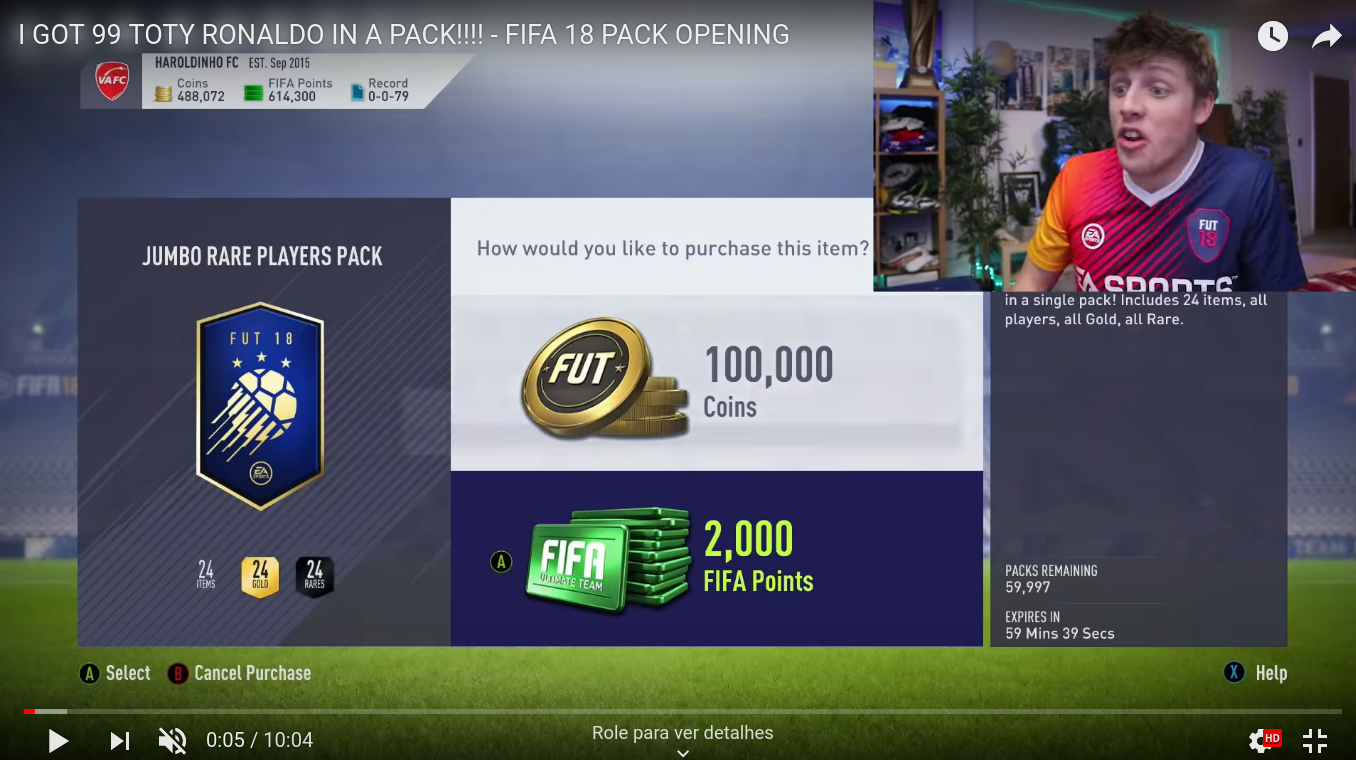 I GOT 99 TOTY RONALDO IN A PACK!!!! - FIFA 18 PACK OPENING
HAROLDINHO FC EST. Sep 2015
VAFC
Coins
488,072
FIFA Points
614,300
Record
0-0-79
JUMBO RARE PLAYERS PACK
FUT 18
EA
SPORTS
24
ITEMS
24
GOLD
24
RARES
How would you like to purchase this item?
FUT
100,000
Coins
A
FIFA
ULTIMATE TEAM
2,000
FIFA Points
EA
SPORTS
FUT
18
EA SPORTS
in a single pack! Includes 24 items, all
players, all Gold, all Rare.
PACKS REMAINING
59,997
EXPIRES IN
59 Mins 39 Secs
A Select B Cancel Purchase
X Help
0:05 / 10:04
Role para ver detalhes
HD